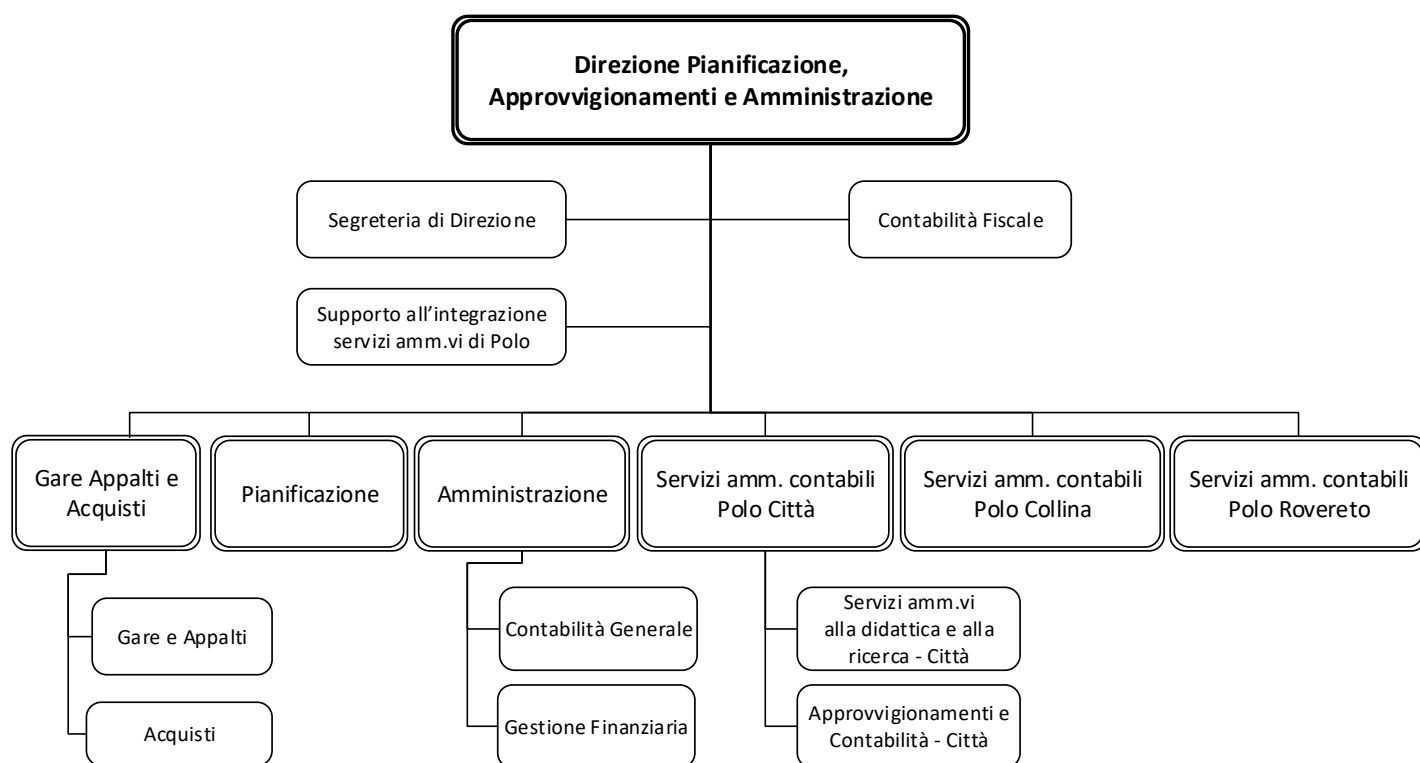 Direzione Pianificazione,
Approvvigionamenti e Amministrazione
Segreteria di Direzione
Contabilità Fiscale
Supporto all’integrazione
servizi amm.vi di Polo
Gare Appalti e
Acquisti
Pianificazione
Amministrazione
Servizi amm. contabili
Polo Città
Servizi amm. contabili
Polo Collina
Servizi amm. contabili
Polo Rovereto
Gare e Appalti
Contabilità Generale
Servizi amm.vi
alla didattica e alla
ricerca - Città
Acquisti
Gestione Finanziaria
Approvvigionamenti e
Contabilità - Città